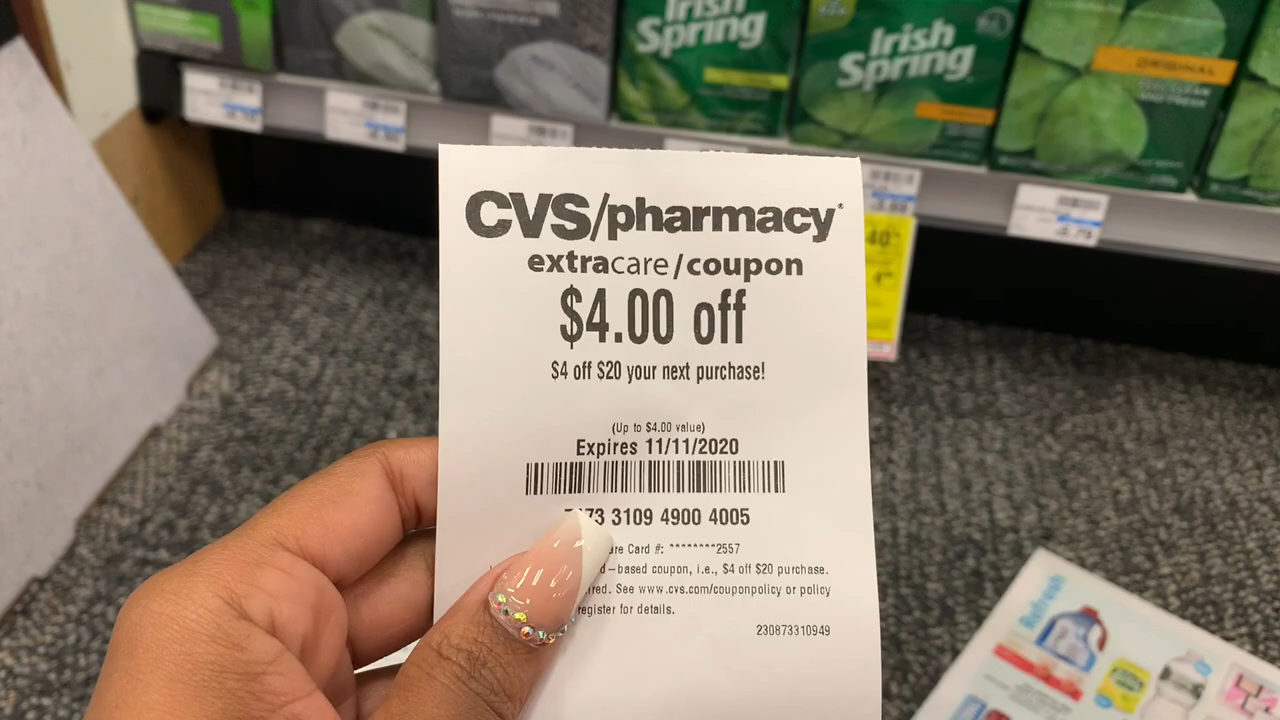 Irish
Spring
Irish
Spring
ORIGINAL
CVS/pharmacy
extracare/coupon
$4.00 off
$4 off $20 your next purchase!
(Up to $4.00 value)
Expires 11/11/2020
3109 4900 4005
Card #: ********2557
-based coupon, i.e., $4 off $20 purchase.
See www.cvs.com/couponpolicy or policy
register for details.
230873310949
40
Refresh